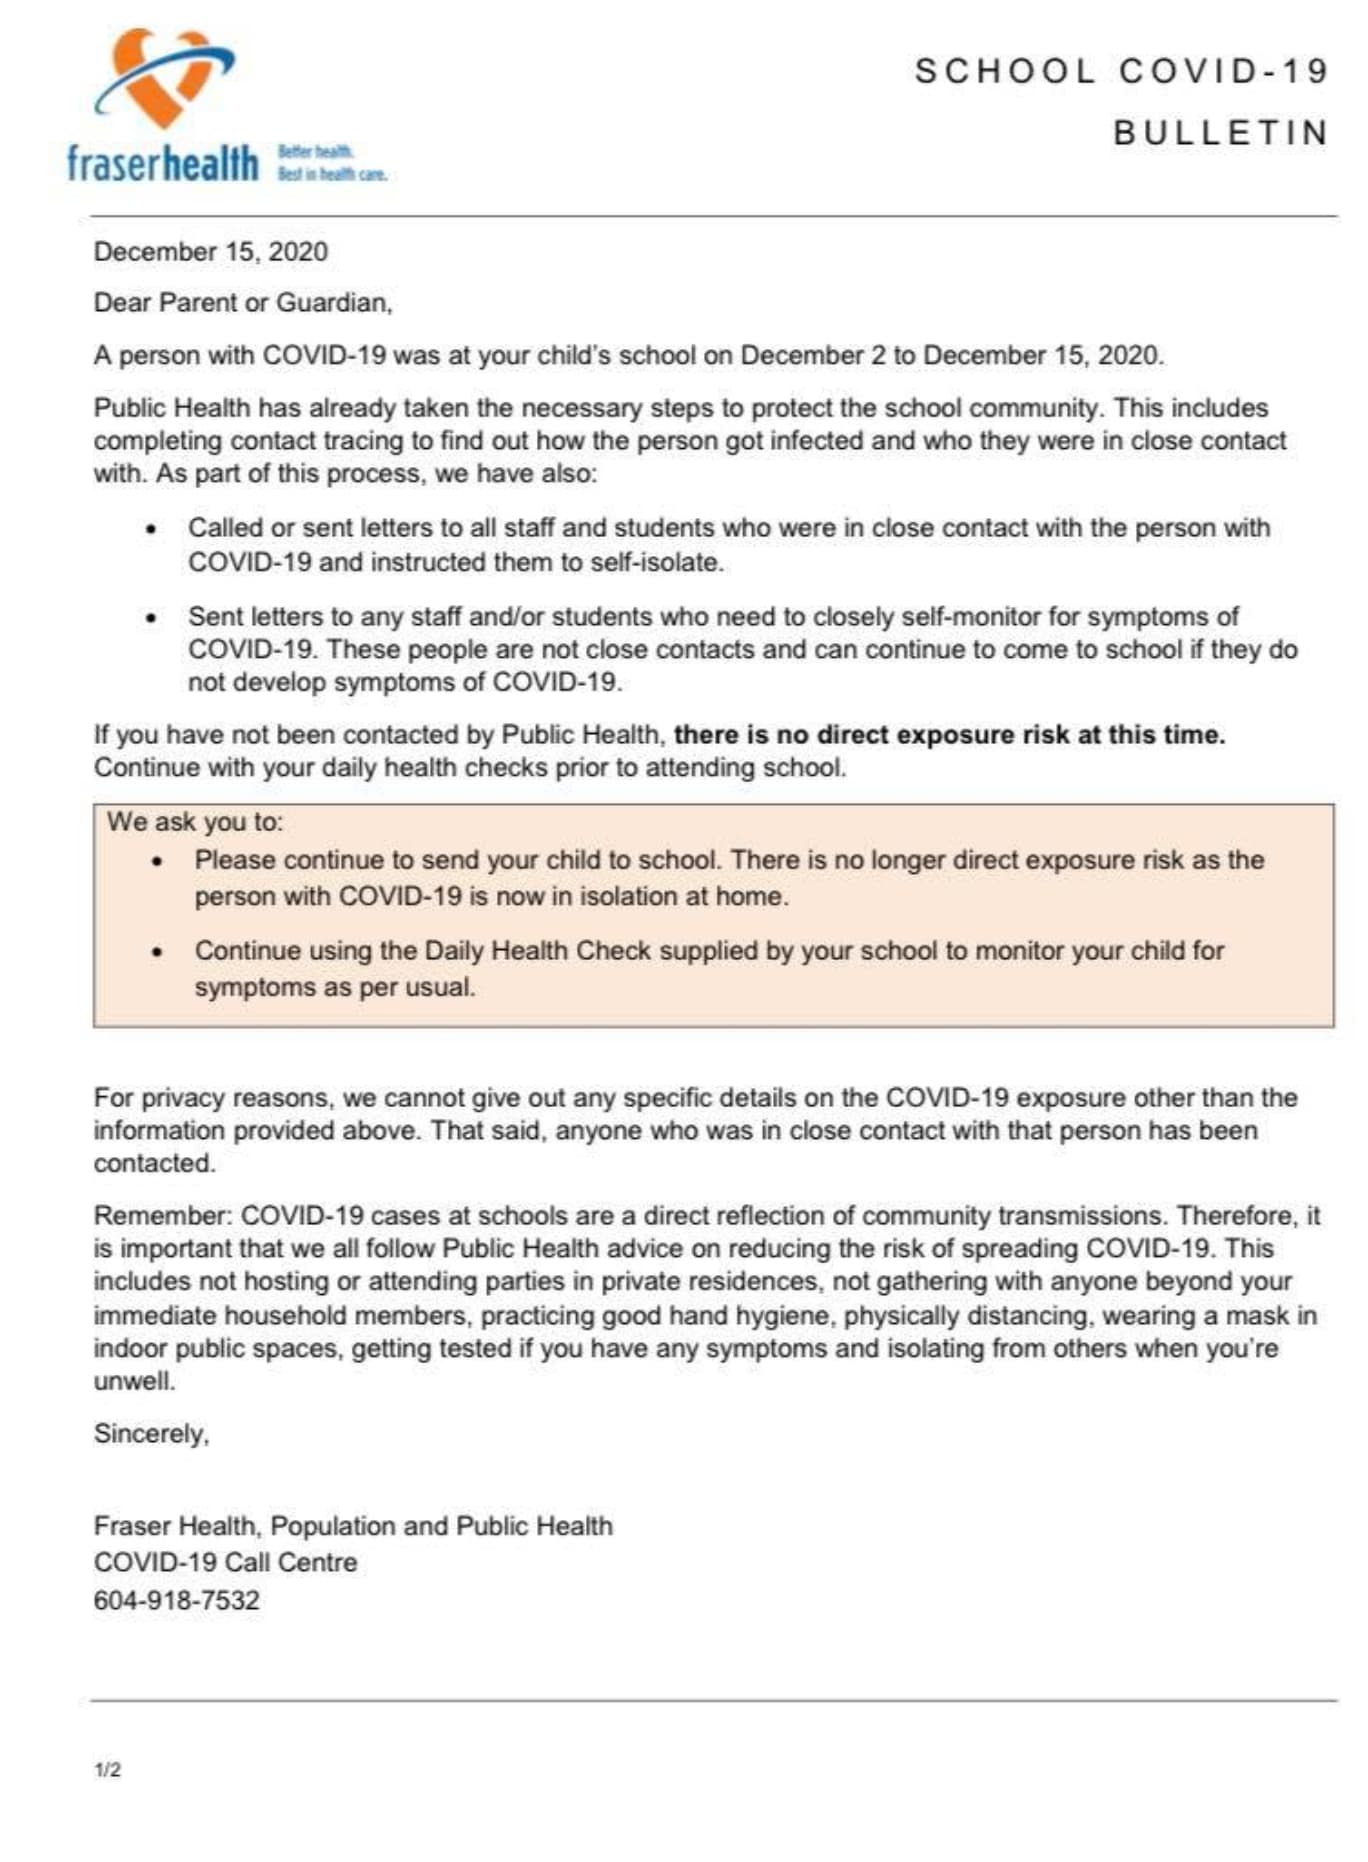 SCHOOL COVID-19
BULLETIN
fraserhealth
Better health.
Best in health care.
December 15, 2020
Dear Parent or Guardian,
A person with COVID-19 was at your child's school on December 2 to December 15, 2020.
Public Health has already taken the necessary steps to protect the school community. This includes
completing contact tracing to find out how the person got infected and who they were in close contact
with. As part of this process, we have also:
• Called or sent letters to all staff and students who were in close contact with the person with
COVID-19 and instructed them to self-isolate.
• Sent letters to any staff and/or students who need to closely self-monitor for symptoms of
COVID-19. These people are not close contacts and can continue to come to school if they do
not develop symptoms of COVID-19.
If you have not been contacted by Public Health, there is no direct exposure risk at this time.
Continue with your daily health checks prior to attending school.
We ask you to:
• Please continue to send your child to school. There is no longer direct exposure risk as the
person with COVID-19 is now in isolation at home.
• Continue using the Daily Health Check supplied by your school to monitor your child for
symptoms as per usual.
For privacy reasons, we cannot give out any specific details on the COVID-19 exposure other than the
information provided above. That said, anyone who was in close contact with that person has been
contacted.
Remember: COVID-19 cases at schools are a direct reflection of community transmissions. Therefore, it
is important that we all follow Public Health advice on reducing the risk of spreading COVID-19. This
includes not hosting or attending parties in private residences, not gathering with anyone beyond your
immediate household members, practicing good hand hygiene, physically distancing, wearing a mask in
indoor public spaces, getting tested if you have any symptoms and isolating from others when you're
unwell.
Sincerely,
Fraser Health, Population and Public Health
COVID-19 Call Centre
604-918-7532
1/2